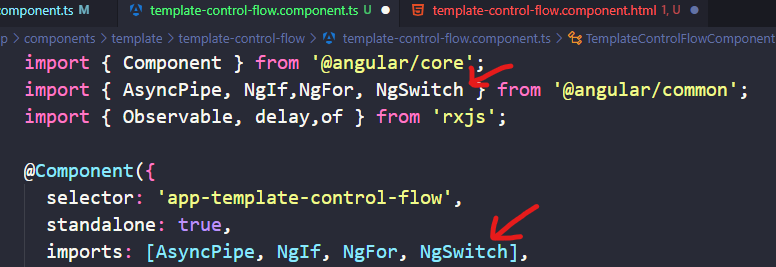 component.ts U template-control-flow.component.ts U template-control-flow.component.html 1, U
p > components > template > template-control-flow > template-control-flow.component.ts > TemplateControlFlowComponent
import { Component } from '@angular/core';
import { AsyncPipe, NgIf,NgFor, NgSwitch } from '@angular/common';
import { Observable, delay,of } from 'rxjs';
@Component({
selector: 'app-template-control-flow',
standalone: true,
imports: [AsyncPipe, NgIf, NgFor, NgSwitch],